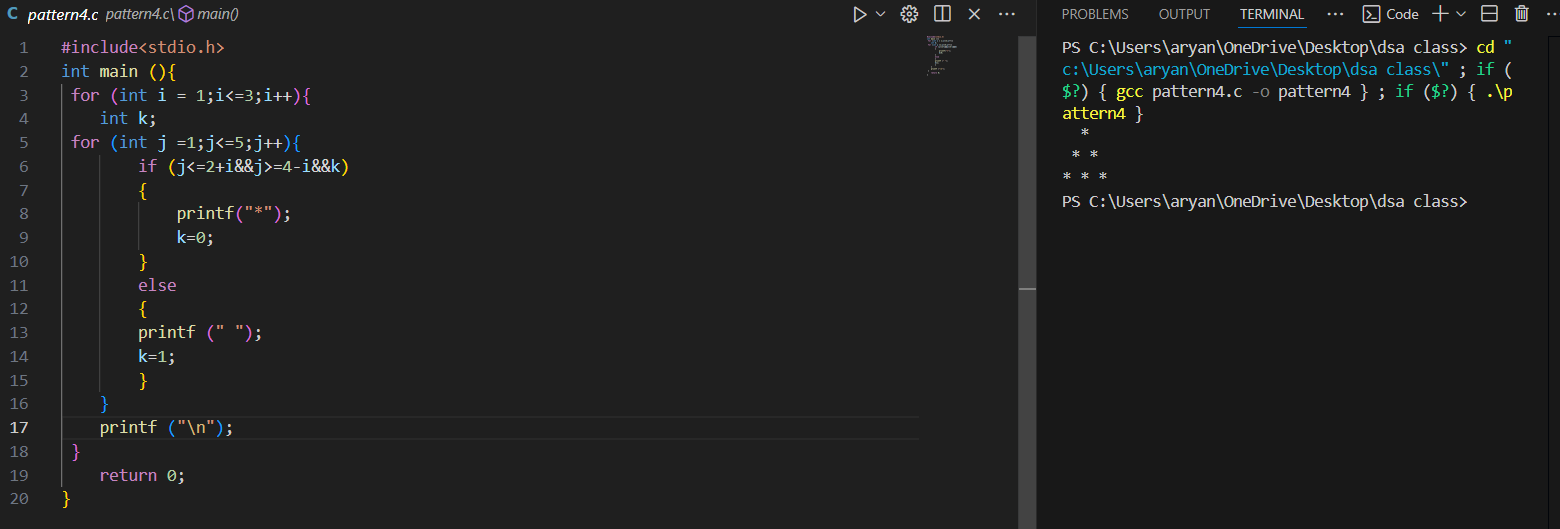 C pattern4.c pattern4.c\ main()
1 #include<stdio.h>
2 int main (){
3  for (int i = 1;i<=3;i++){
4     int k;
5  for (int j =1;j<=5;j++){
6         if (j<=2+i&&j>=4-i&&k)
7         {
8             printf("*");
9             k=0;
10         }
11         else
12         {
13         printf (" ");
14         k=1;
15         }
16     }
17     printf ("\n");
18  }
19     return 0;
20 }
PROBLEMS OUTPUT TERMINAL ··· Code
PS C:\Users\aryan\OneDrive\Desktop\dsa class> cd "
c:\Users\aryan\OneDrive\Desktop\dsa class\" ; if (
$?) { gcc pattern4.c -o pattern4 } ; if ($?) { .\p
attern4 }
  *
 * *
* * *
PS C:\Users\aryan\OneDrive\Desktop\dsa class>